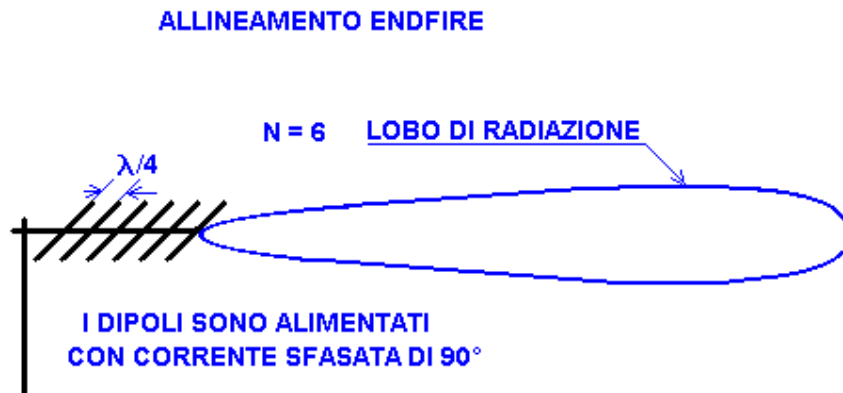 ALLINEAMENTO ENDFIRE
N = 6 LOBO DI RADIAZIONE
λ/4
I DIPOLI SONO ALIMENTATI
CON CORRENTE SFASATA DI 90°